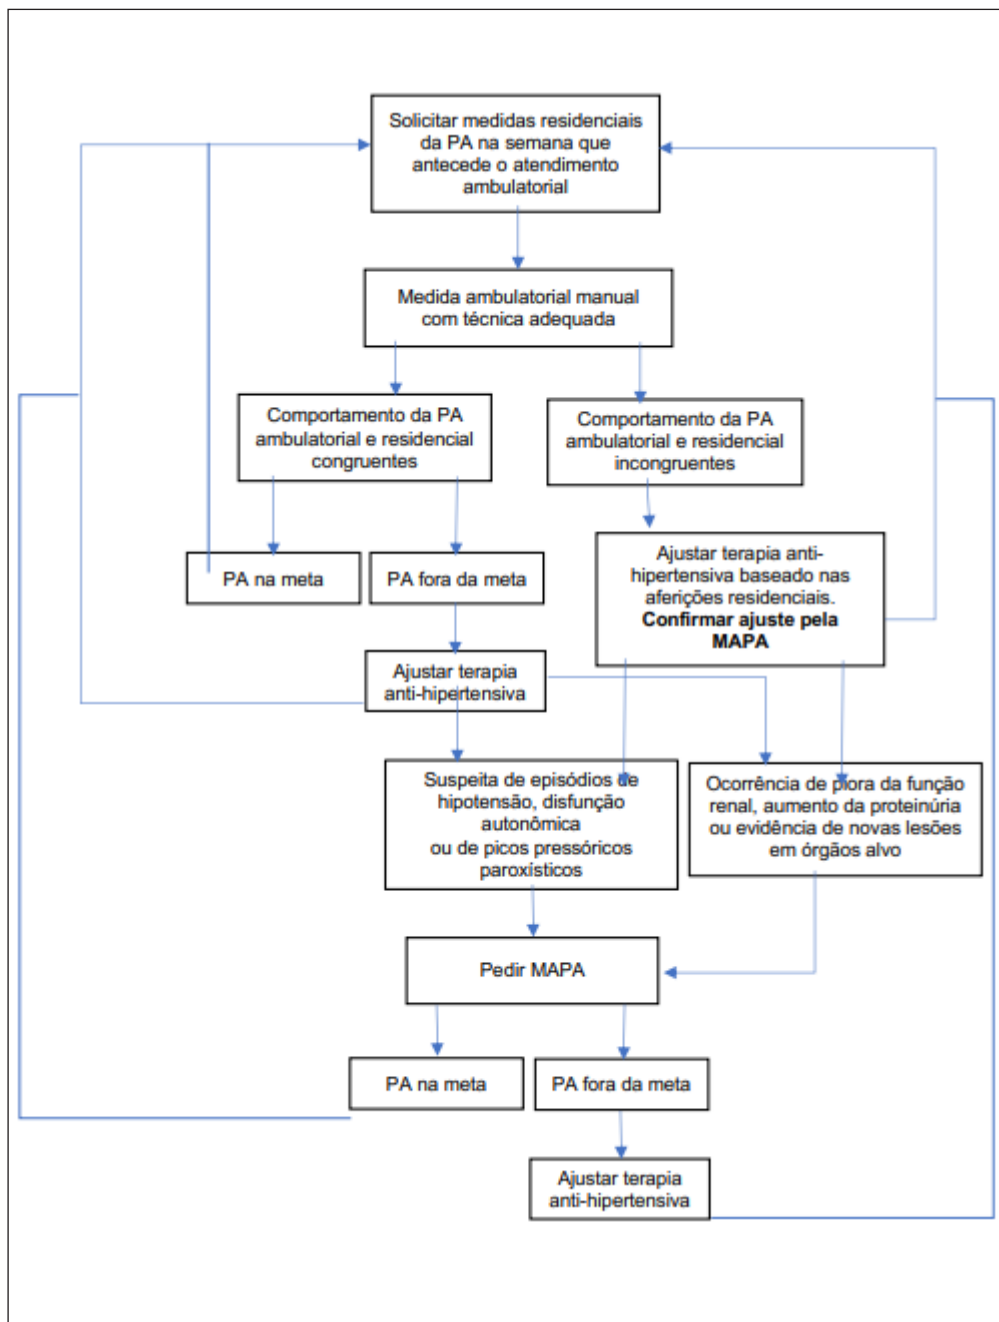 Solicitar medidas residenciais
da PA na semana que
antecede o atendimento
ambulatorial
Medida ambulatorial manual
com técnica adequada
Comportamento da PA
ambulatorial e residencial
congruentes
Comportamento da PA
ambulatorial e residencial
incongruentes
PA na meta
PA fora da meta
Ajustar terapia anti-
hipertensiva baseado nas
aferições residenciais.
Confirmar ajuste pela
MAPA
Ajustar terapia
anti-hipertensiva
Suspeita de episódios de
hipotensão, disfunção
autonômica
ou de picos pressóricos
paroxísticos
Ocorrência de piora da função
renal, aumento da proteinúria
ou evidência de novas lesões
em órgãos alvo
Pedir MAPA
PA na meta
PA fora da meta
Ajustar terapia
anti-hipertensiva